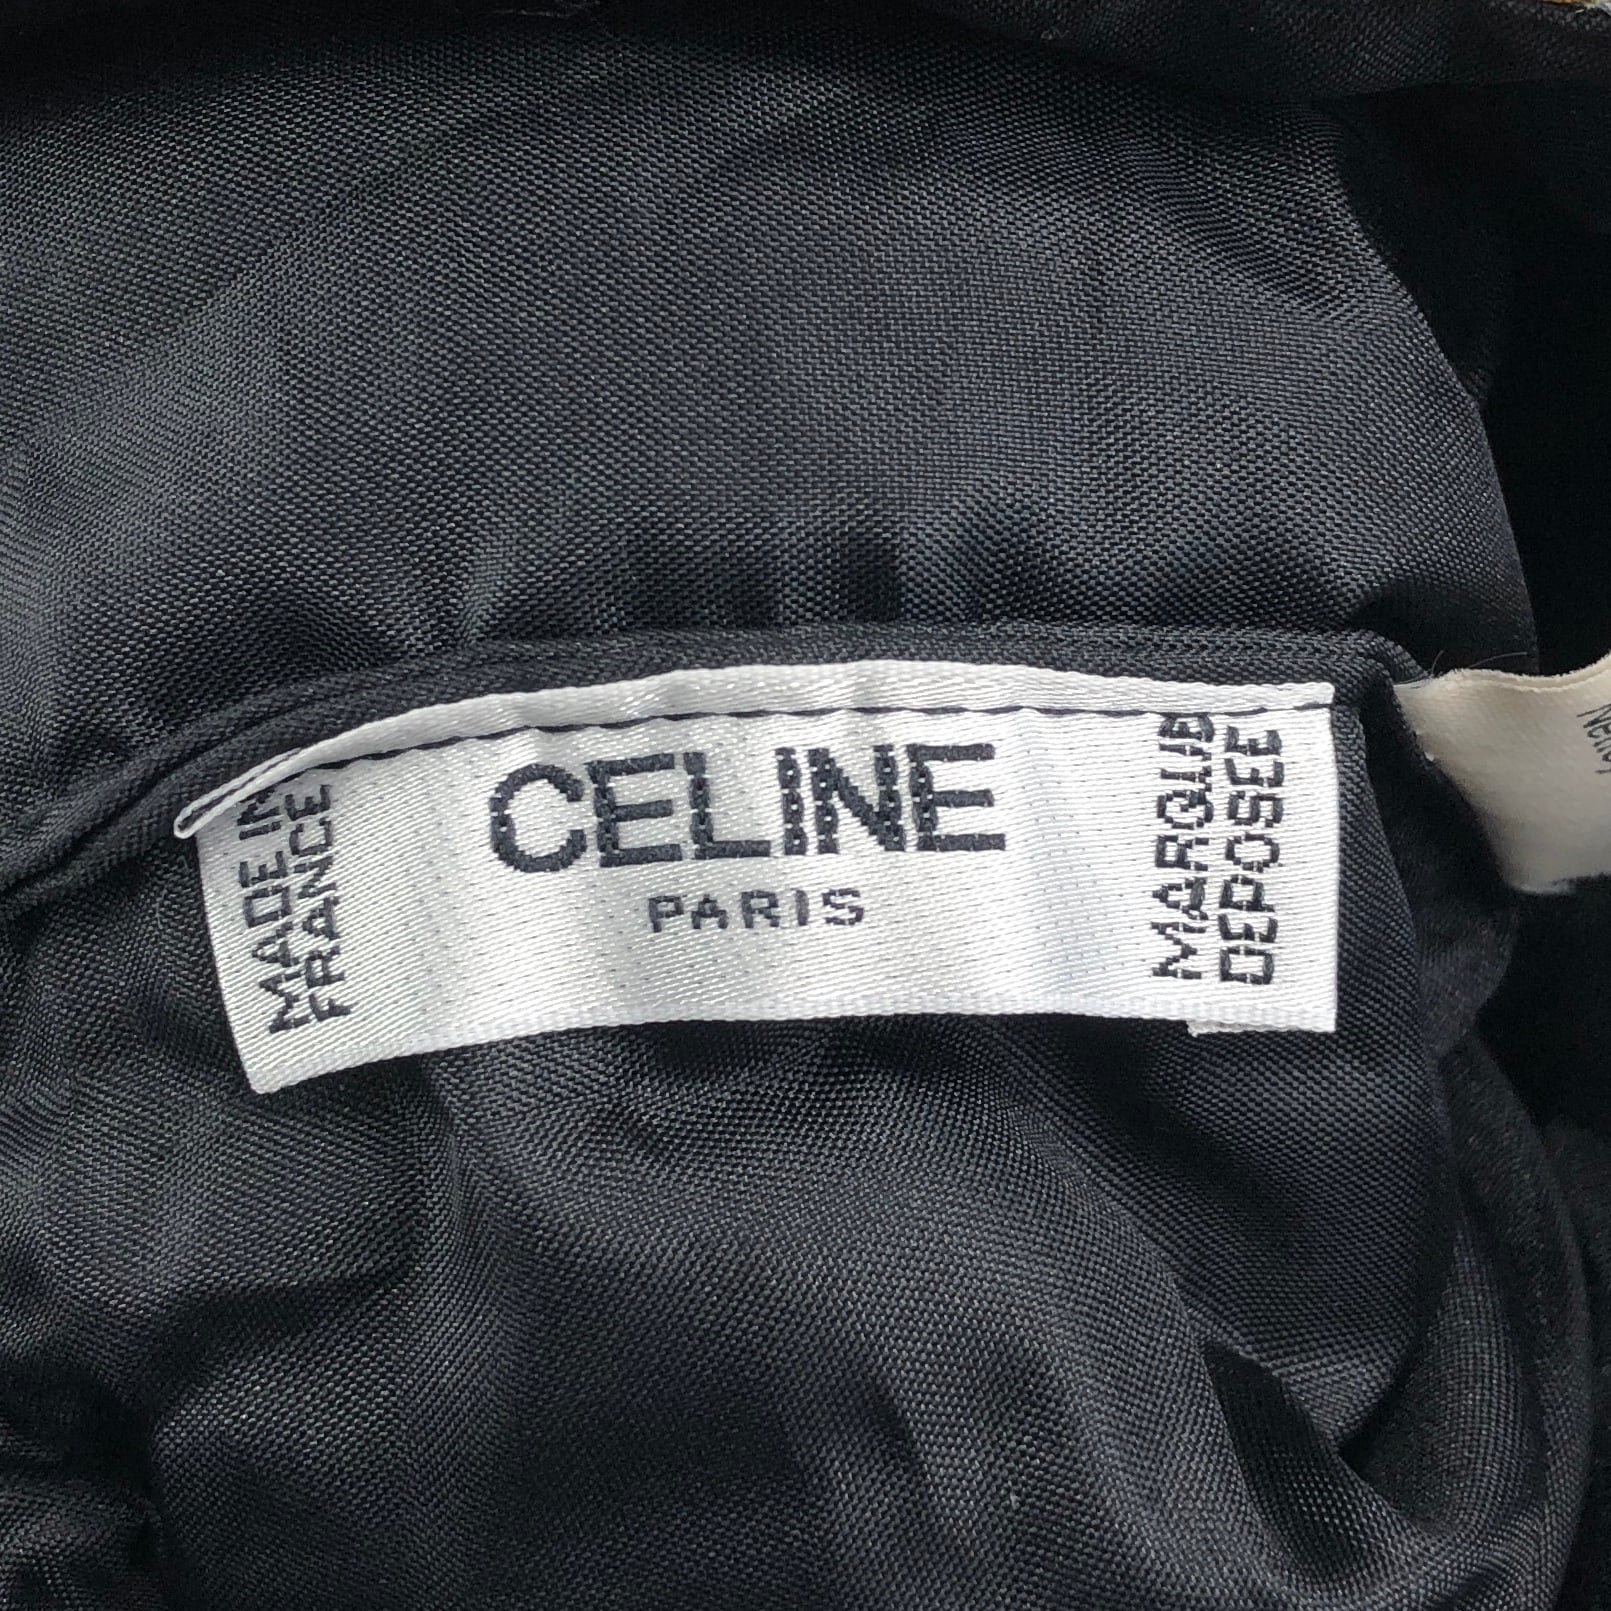 MADE IN
FRANCE
CELINE
PARIS
MARQUE
DEPOSEE